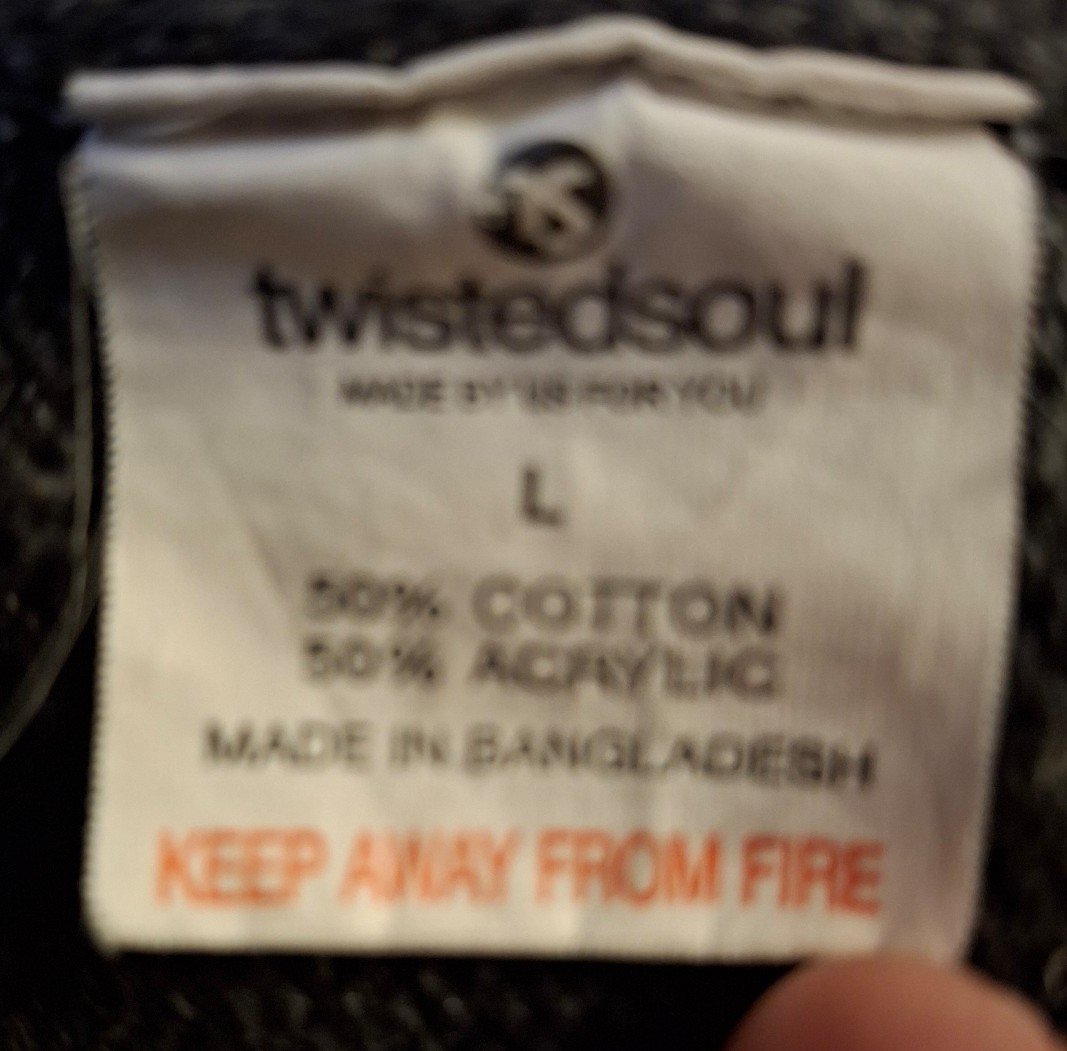 twistedsoul
MADE BY US FOR YOU
L
50% COTTON
50% ACRYLIC
MADE IN BANGLADESH
KEEP AWAY FROM FIRE